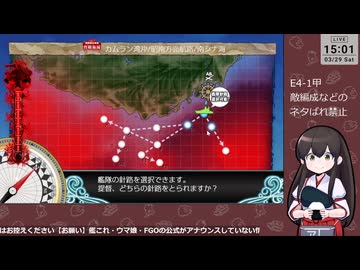 カムラン湾沖/昭南方面航路/南シナ海
LIVE
15:01
03/29 Sat
E4-1甲
敵編成などの
ネタばれ禁止
艦隊の針路を選択できます。
提督、どちらの針路をとられますか？
はお控えください【お願い】艦これ・ウマ娘・FGOの公式がアナウンスしていない情